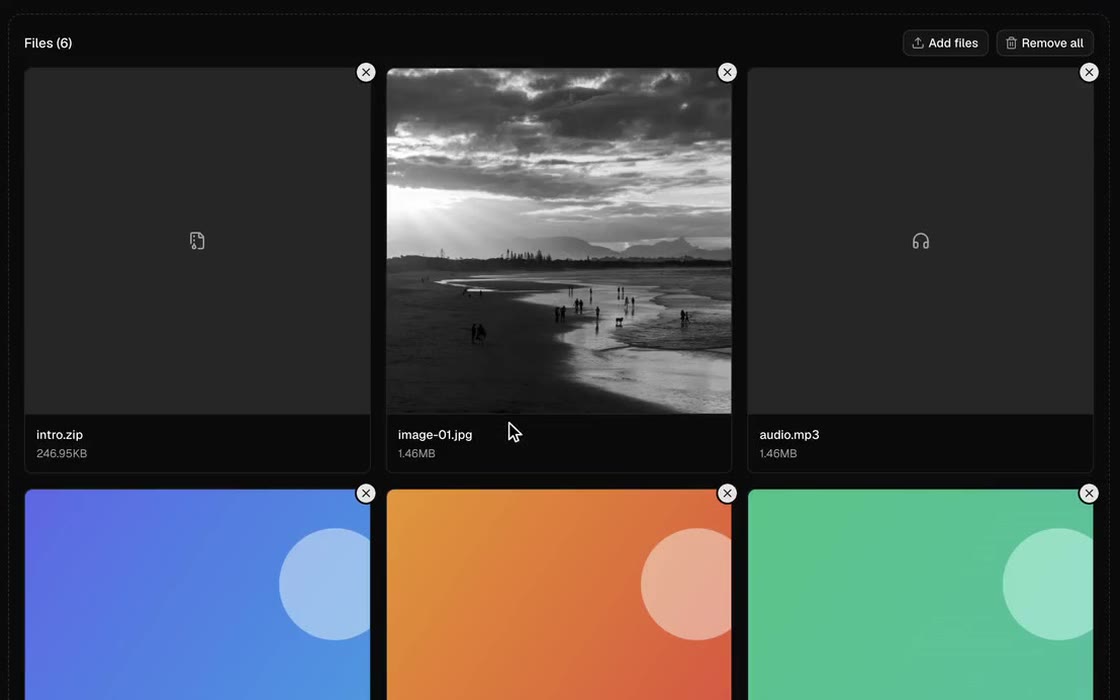 Files (6)
Add files
Remove all
intro.zip
246.95KB
image-01.jpg
1.46MB
audio.mp3
1.46MB